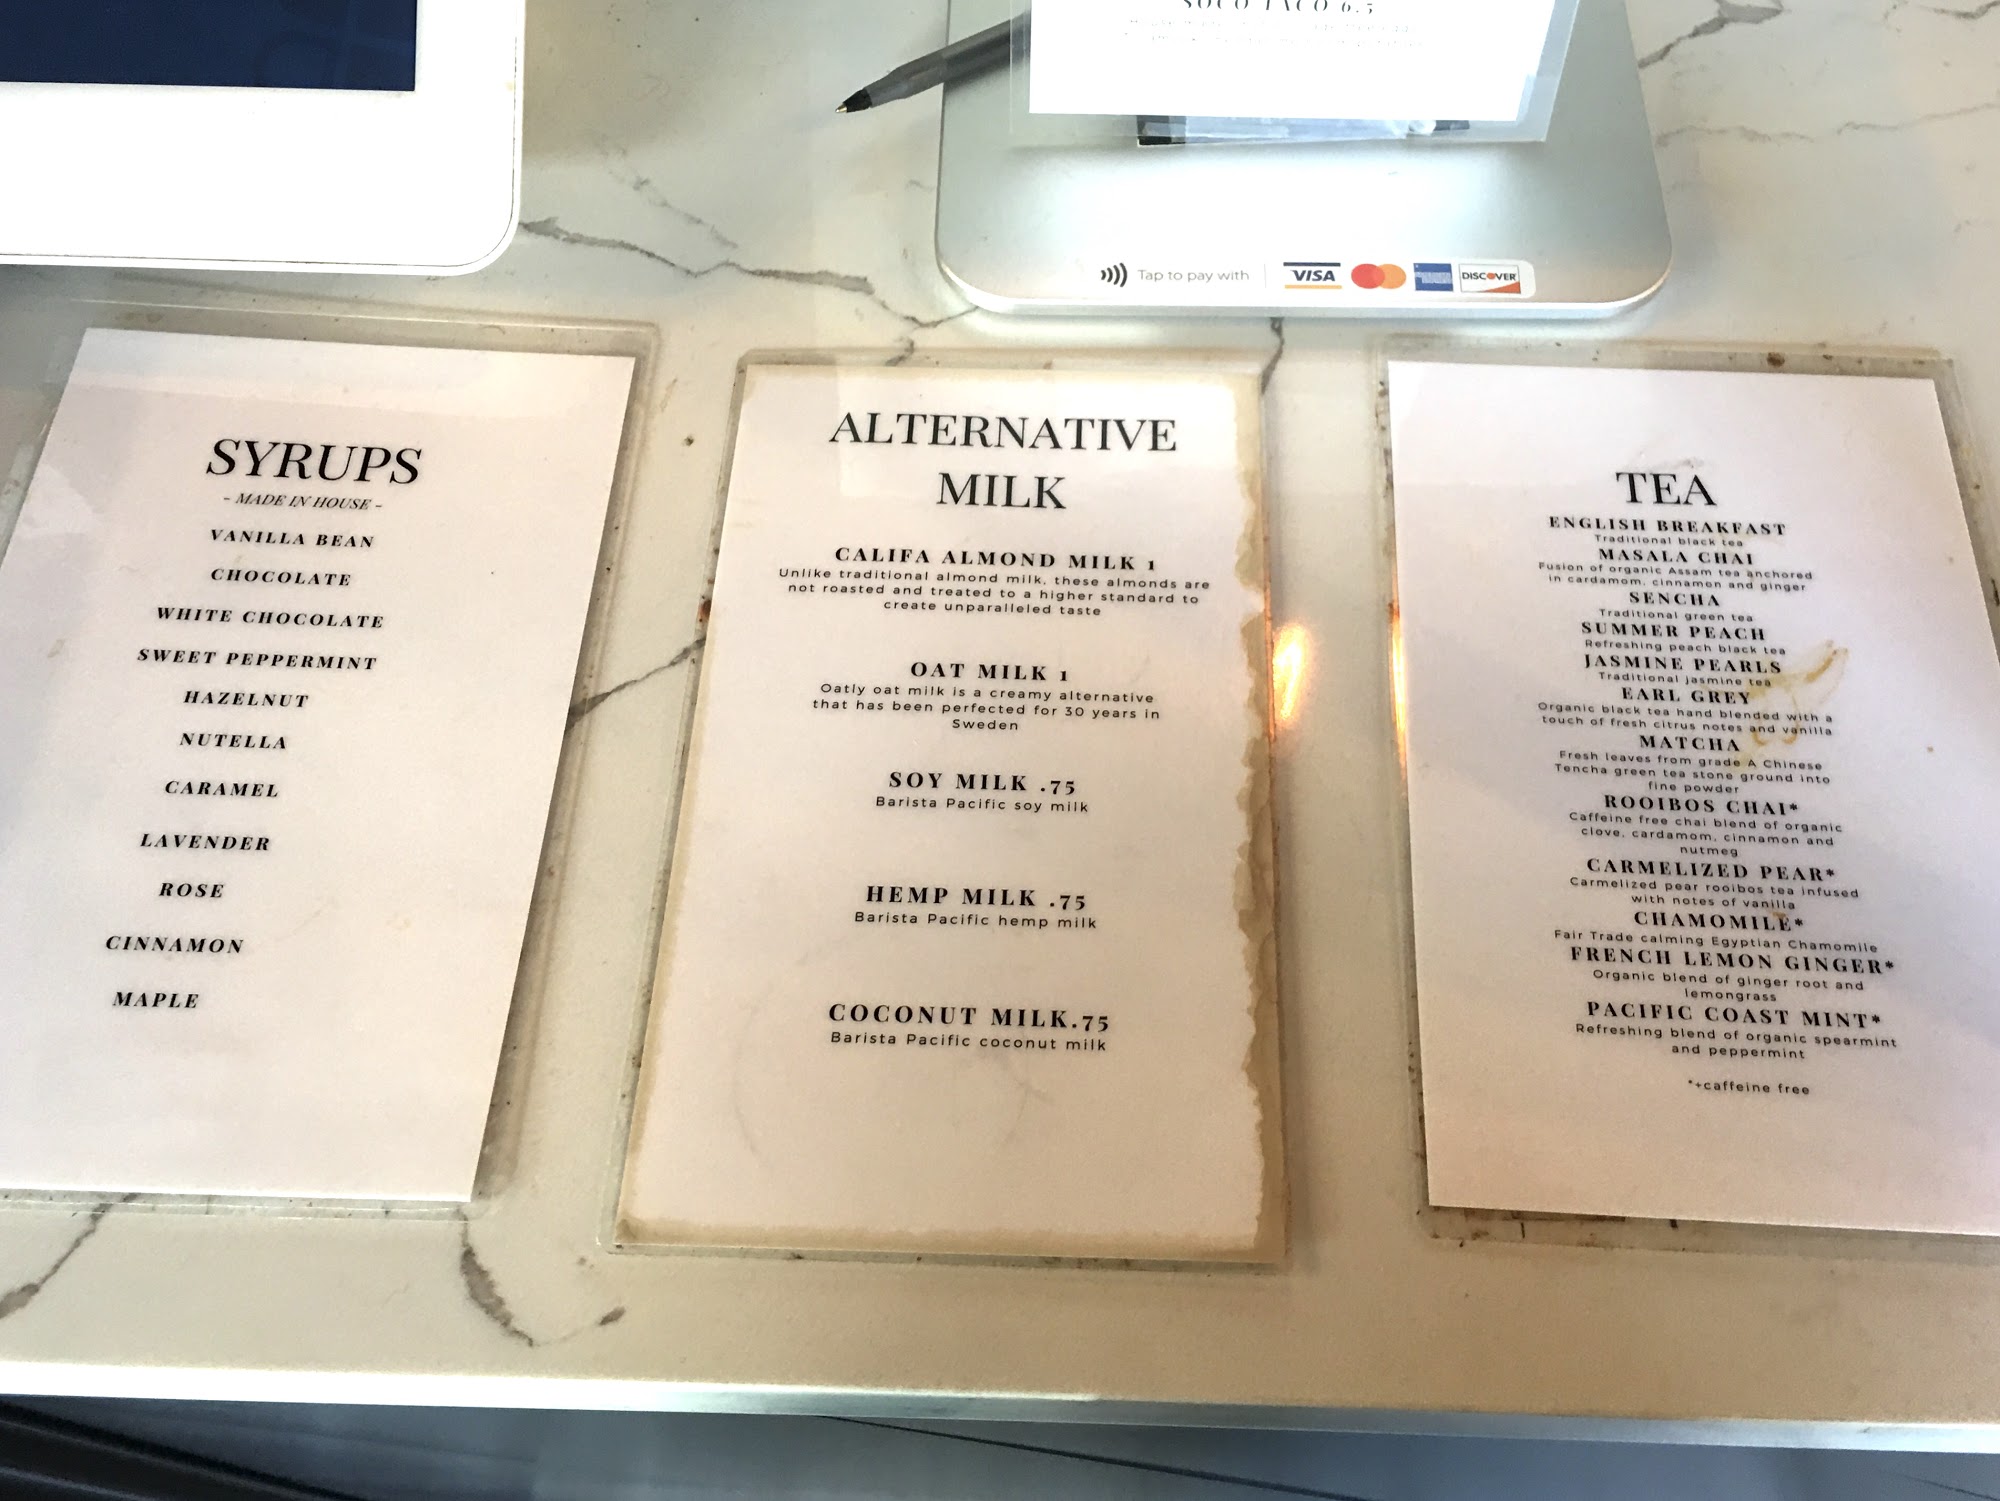 SOCO TACO 6.5
Tap to pay with VISA DISCOVER
SYRUPS
- MADE IN HOUSE -
VANILLA BEAN
CHOCOLATE
WHITE CHOCOLATE
SWEET PEPPERMINT
HAZELNUT
NUTELLA
CARAMEL
LAVENDER
ROSE
CINNAMON
MAPLE
ALTERNATIVE
MILK
CALIFA ALMOND MILK 1
Unlike traditional almond milk, these almonds are
not roasted and treated to a higher standard to
create unparalleled taste
OAT MILK 1
Oatly oat milk is a creamy alternative
that has been perfected for 30 years in
Sweden
SOY MILK .75
Barista Pacific soy milk
HEMP MILK .75
Barista Pacific hemp milk
COCONUT MILK.75
Barista Pacific coconut milk
TEA
ENGLISH BREAKFAST
Traditional black tea
MASALA CHAI
Fusion of organic Assam tea anchored
in cardamom, cinnamon and ginger
SENCHA
Traditional green tea
SUMMER PEACH
Refreshing peach black tea
JASMINE PEARLS
Traditional jasmine tea
EARL GREY
Organic black tea hand blended with a
touch of fresh citrus notes and vanilla
MATCHA
Fresh leaves from grade A Chinese
Tencha green tea stone ground into
fine powder
ROOIBOS CHAI*
Caffeine free chai blend of organic
clove, cardamom, cinnamon and
nutmeg
CARMELIZED PEAR*
Carmelized pear rooibos tea infused
with notes of vanilla
CHAMOMILE*
Fair Trade calming Egyptian Chamomile
FRENCH LEMON GINGER*
Organic blend of ginger root and
lemongrass
PACIFIC COAST MINT*
Refreshing blend of organic spearmint
and peppermint
*+caffeine free